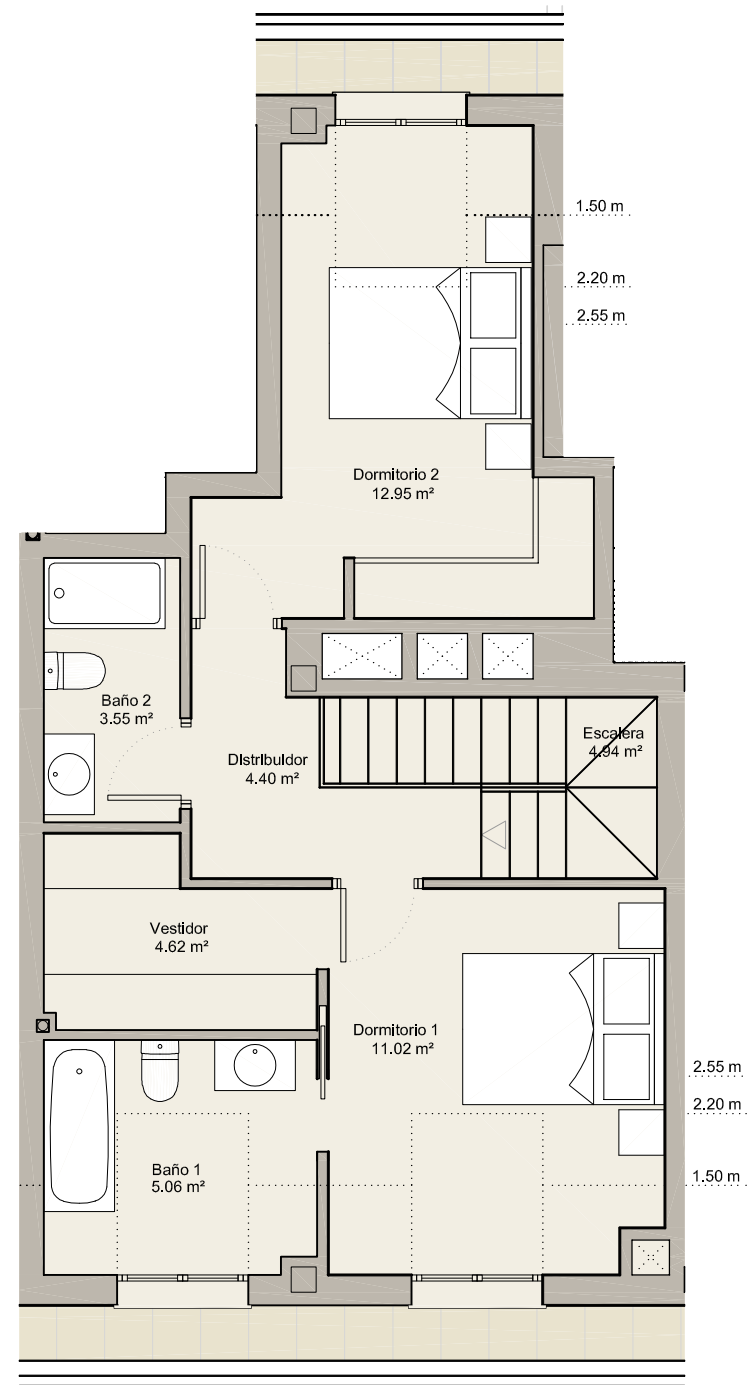 1.50 m
2.20 m
2.55 m
Dormitorio 2
12.95 m²
Baño 2
3.55 m²
Distribuidor
4.40 m²
Escalera
4.94 m²
Vestidor
4.62 m²
Dormitorio 1
11.02 m²
2.55 m
2.20 m
Baño 1
5.06 m²
1.50 m